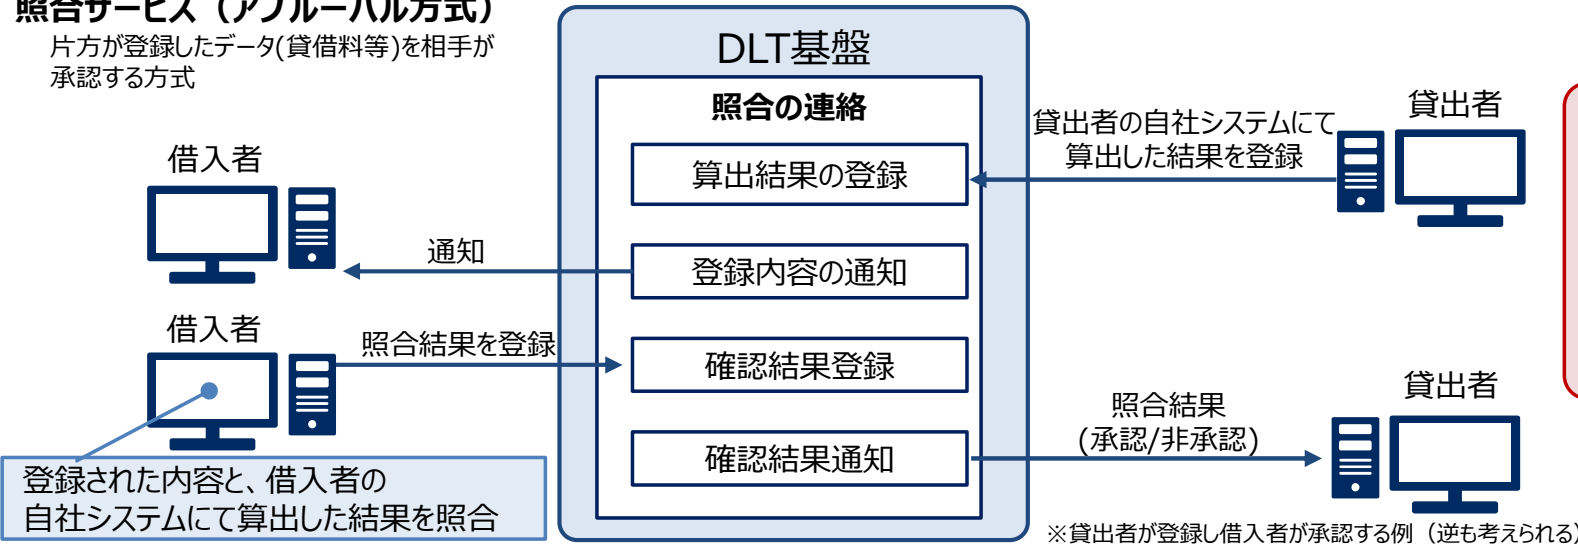 照合サービス（アプルーバル方式）
片方が登録したデータ(貸借料等)を相手が
承認する方式
DLT基盤
照合の連絡
算出結果の登録
登録内容の通知
確認結果登録
確認結果通知
借入者
通知
借入者
照合結果を登録
登録された内容と、借入者の
自社システムにて算出した結果を照合
貸出者の自社システムにて
算出した結果を登録
貸出者
照合結果
(承認/非承認)
貸出者
※貸出者が登録し借入者が承認する例（逆も考えられる）